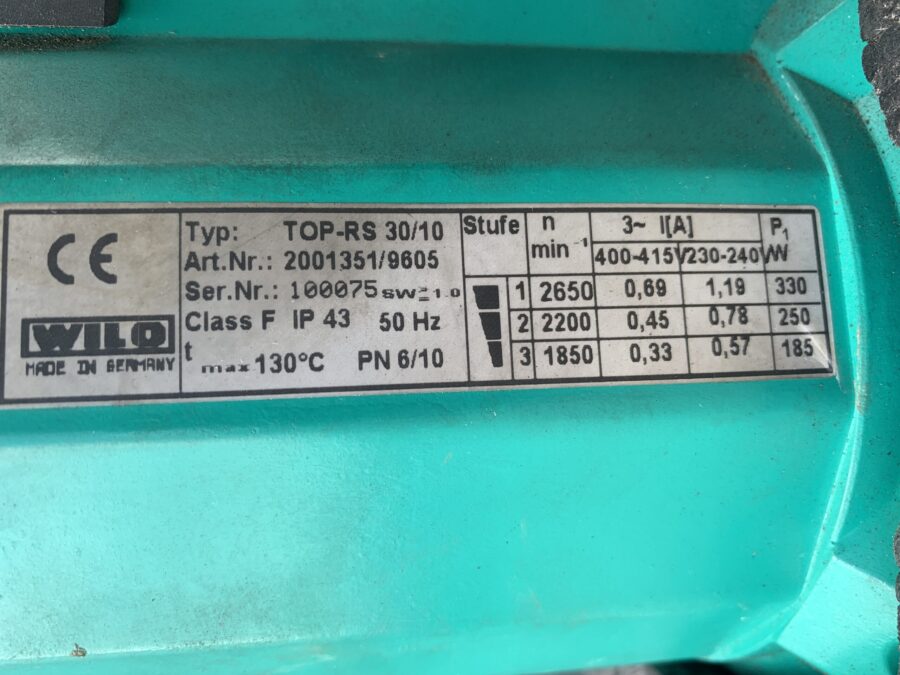 CE
WILO
MADE IN GERMANY
Typ: TOP-RS 30/10
Art.Nr.: 2001351/9605
Ser.Nr.: 100075 SW≥1.0
Class F IP 43 50 Hz
t max 130°C PN 6/10
Stufe n min⁻¹ 3~ I[A] P₁
400-415V 230-240V W
1 2650 0,69 1,19 330
2 2200 0,45 0,78 250
3 1850 0,33 0,57 185